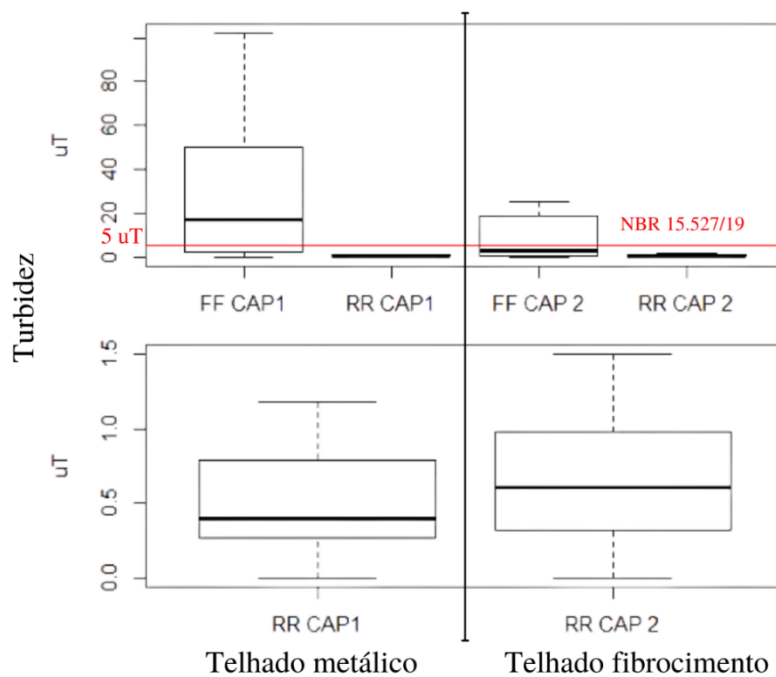 Turbidez
uT
80
60
40
20
0
5 uT
NBR 15.527/19
FF CAP1
RR CAP1
FF CAP 2
RR CAP 2
uT
1.5
1.0
0.5
0.0
RR CAP1
RR CAP 2
Telhado metálico
Telhado fibrocimento